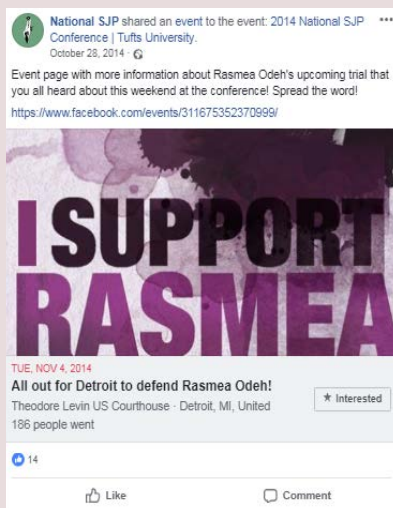 National SJP shared an event to the event: 2014 National SJP ...
Conference | Tufts University.
October 28, 2014 ·
Event page with more information about Rasmea Odeh's upcoming trial that
you all heard about this weekend at the conference! Spread the word!
https://www.facebook.com/events/311675352370999/
I SUPPORT
RASMEA
TUE, NOV 4, 2014
All out for Detroit to defend Rasmea Odeh!
Theodore Levin US Courthouse · Detroit, MI, United
186 people went
★ Interested
14
Like Comment